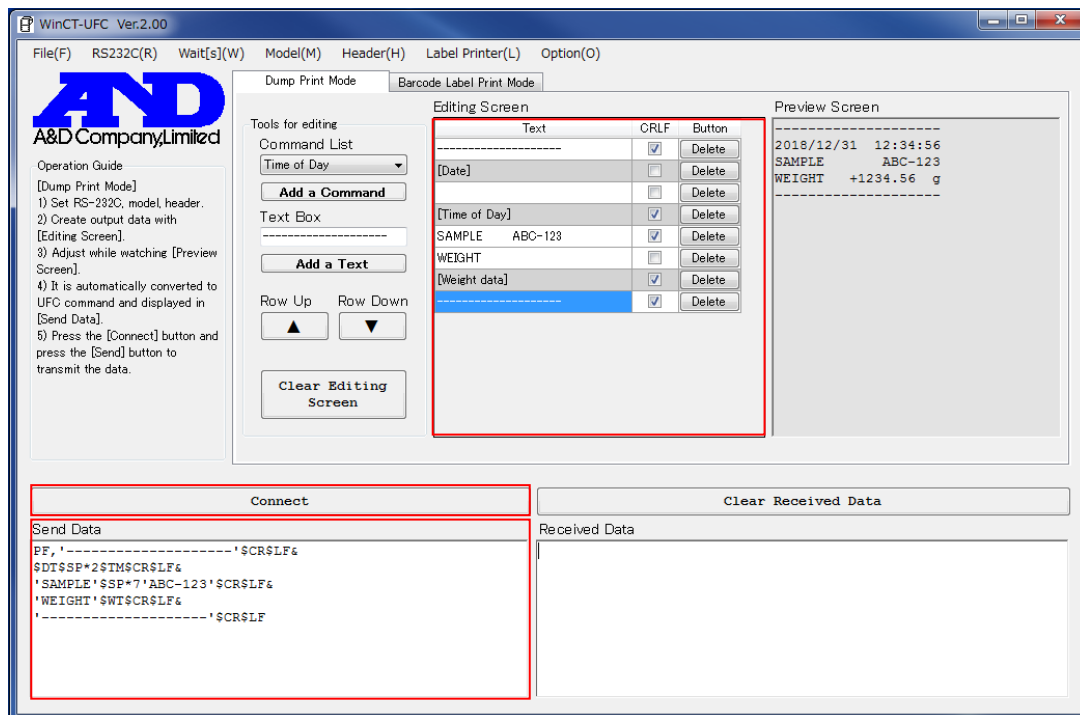 WinCT-UFC Ver.2.00
File(F) RS232C(R) Wait[s](W) Model(M) Header(H) Label Printer(L) Option(O)
AND
A&D Company,Limited
Operation Guide
[Dump Print Mode]
1) Set RS-232C, model, header.
2) Create output data with
[Editing Screen].
3) Adjust while watching [Preview
Screen].
4) It is automatically converted to
UFC command and displayed in
[Send Data].
5) Press the [Connect] button and
press the [Send] button to
transmit the data.
Dump Print Mode
Barcode Label Print Mode
Tools for editing
Command List
Time of Day
Add a Command
Text Box
--------------------
Add a Text
Row Up Row Down
▲ ▼
Clear Editing
Screen
Editing Screen
Text CRLF Button
-------------------- Delete
[Date] Delete
Delete
[Time of Day] Delete
SAMPLE ABC-123 Delete
WEIGHT Delete
[Weight data] Delete
-------------------- Delete
Preview Screen
--------------------
2018/12/31 12:34:56
SAMPLE ABC-123
WEIGHT +1234.56 g
--------------------
Connect
Clear Received Data
Send Data
PF,'--------------------'$CR$LF&
$DT$SP*2$TM$CR$LF&
'SAMPLE'$SP*7'ABC-123'$CR$LF&
'WEIGHT'$WT$CR$LF&
'--------------------'$CR$LF
Received Data